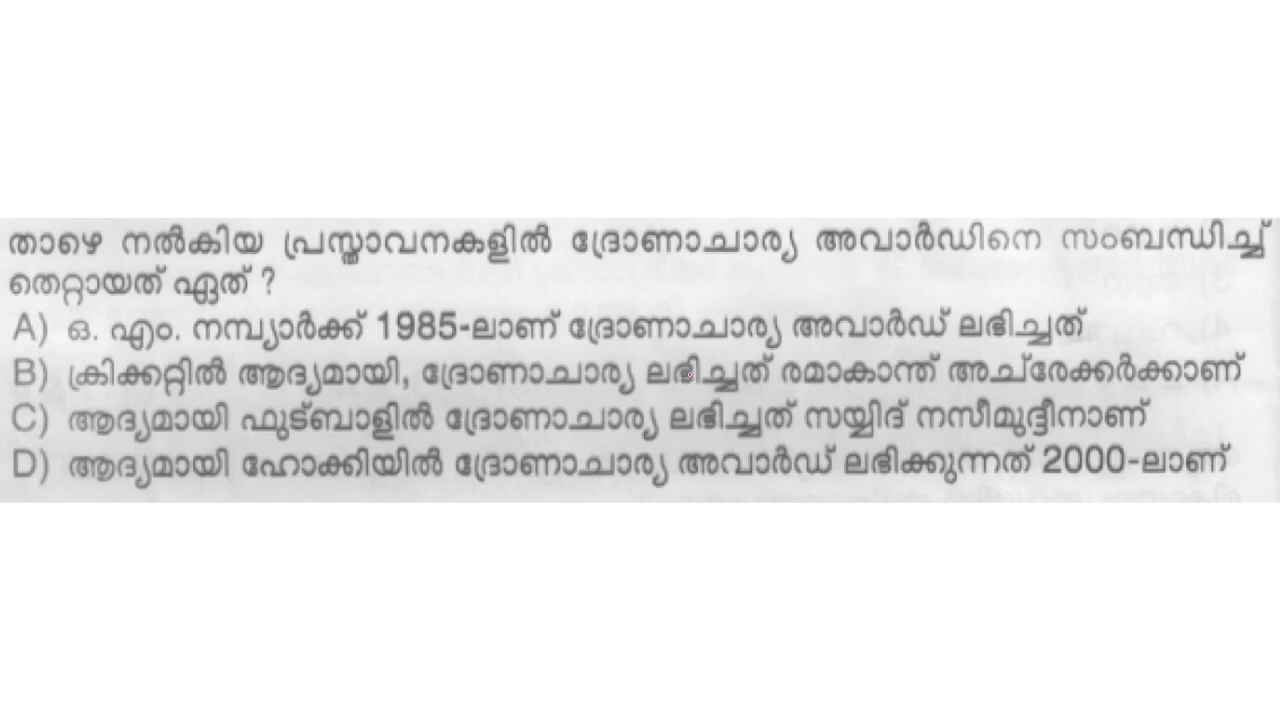 താഴെ നൽകിയ പ്രസ്താവനകളിൽ ദ്രോണാചാര്യ അവാർഡിനെ സംബന്ധിച്ച്
തെറ്റായത് ഏത് ?
A) ഒ. എം. നമ്പ്യാർക്ക് 1985-ലാണ് ദ്രോണാചാര്യ അവാർഡ് ലഭിച്ചത്
B) ക്രിക്കറ്റിൽ ആദ്യമായി, ദ്രോണാചാര്യ ലഭിച്ചത് രമാകാന്ത് അച്രേക്കർക്കാണ്
C) ആദ്യമായി ഫുട്ബാളിൽ ദ്രോണാചാര്യ ലഭിച്ചത് സയ്യിദ് നസീമുദ്ദീനാണ്
D) ആദ്യമായി ഹോക്കിയിൽ ദ്രോണാചാര്യ അവാർഡ് ലഭിക്കുന്നത് 2000-ലാണ്